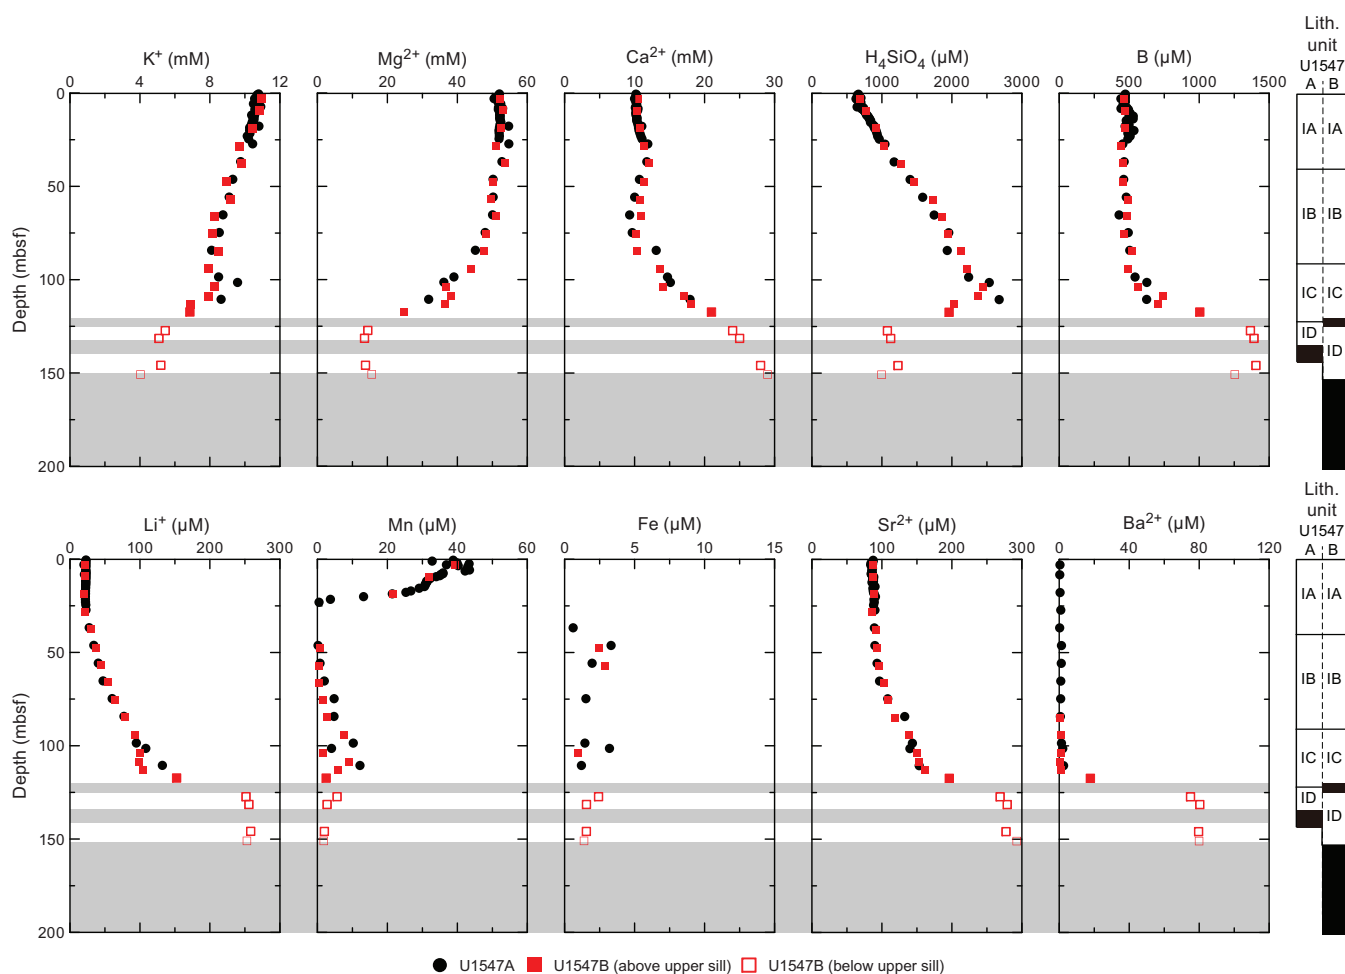 Lith.
unit
U1547
A B
K⁺ (mM)
Mg²⁺ (mM)
Ca²⁺ (mM)
H₄SiO₄ (µM)
B (µM)
0 4 8 12
0 20 40 60
0 10 20 30
0 1000 2000 3000
0 500 1000 1500
Depth (mbsf)
0
50
100
150
200
IA IA
IB IB
IC IC
ID
ID
Lith.
unit
U1547
A B
Li⁺ (µM)
Mn (µM)
Fe (µM)
Sr²⁺ (µM)
Ba²⁺ (µM)
0 100 200 300
0 20 40 60
0 5 10 15
0 100 200 300
0 40 80 120
Depth (mbsf)
0
50
100
150
200
IA IA
IB IB
IC IC
ID
ID
U1547A U1547B (above upper sill) U1547B (below upper sill)